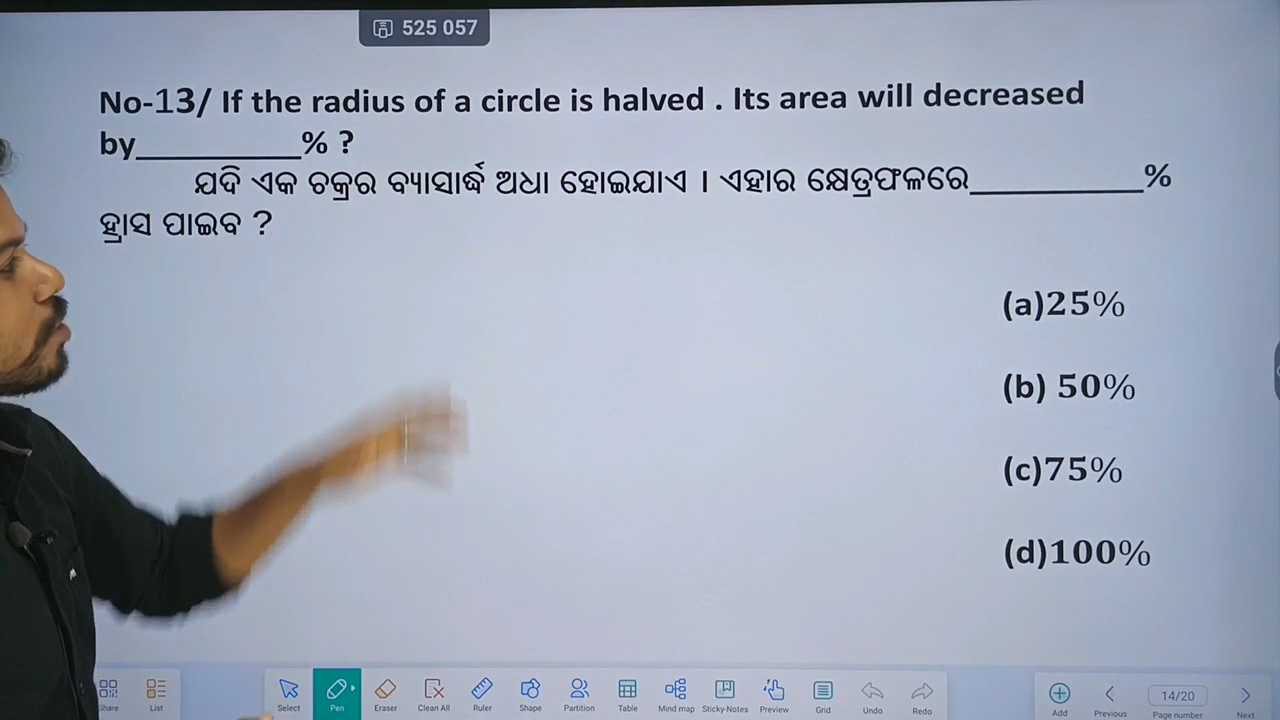 525 057
No-13/ If the radius of a circle is halved . Its area will decreased
by__________% ?
ଯଦି ଏକ ଚକ୍ରର ବ୍ୟାସାର୍ଦ୍ଧ ଅଧା ହୋଇଯାଏ । ଏହାର କ୍ଷେତ୍ରଫଳରେ__________%
ହ୍ରାସ ପାଇବ ?
(a)25%
(b) 50%
(c)75%
(d)100%
Share List Select Pen Eraser Clean All Ruler Shape Partition Table Mind map Sticky-Notes Preview Grid Undo Redo Add Previous 14/20 Page number Next